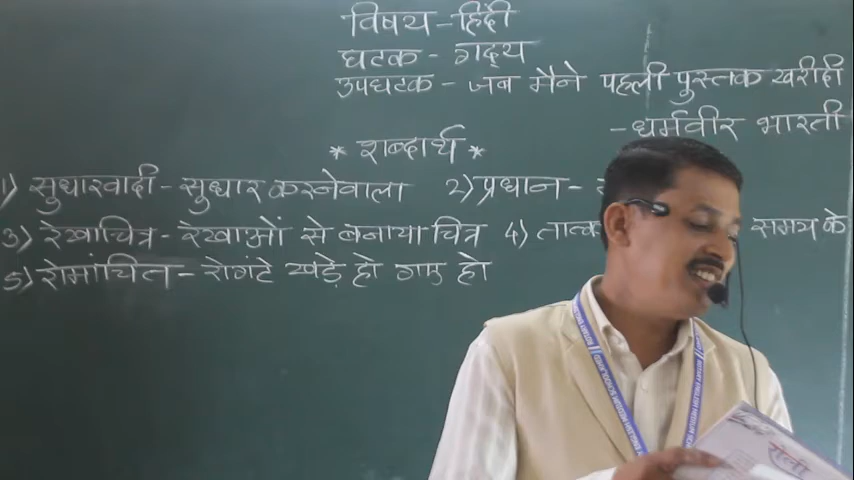 विषय - हिंदी
घटक - गद्य
उपघटक - जब मैने पहली पुस्तक खरीदी
- धर्मवीर भारती
* शब्दार्थ *
1) सुधारवादी - सुधार करनेवाला 2) प्रधान -
3) रेखाचित्र - रेखाओं से बनाया चित्र 4) समय के
5) रोमांचित - रोगंटे खड़े हो गए हो